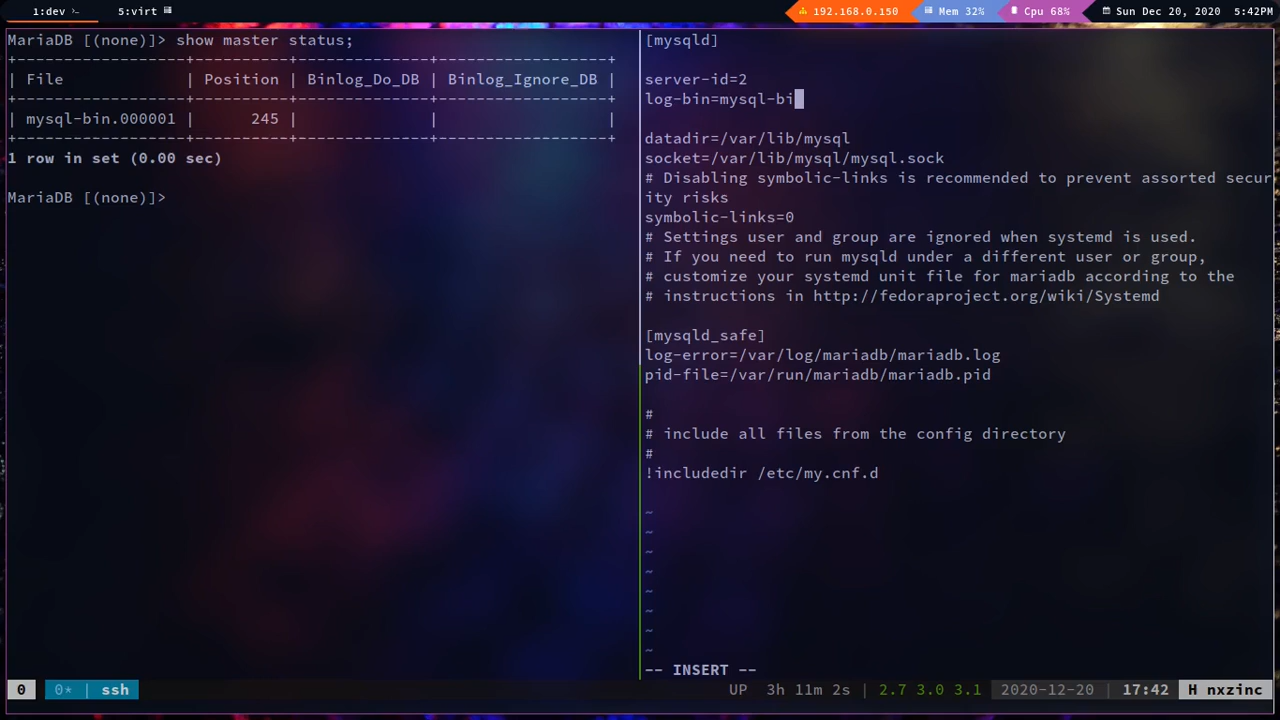 1:dev
5:virt
192.168.0.150
Mem 32%
Cpu 68%
Sun Dec 20, 2020
5:42PM
MariaDB [(none)]> show master status;
+------------------+----------+--------------+------------------+
| File             | Position | Binlog_Do_DB | Binlog_Ignore_DB |
+------------------+----------+--------------+------------------+
| mysql-bin.000001 |      245 |              |                  |
+------------------+----------+--------------+------------------+
1 row in set (0.00 sec)
MariaDB [(none)]>
[mysqld]
server-id=2
log-bin=mysql-bi
datadir=/var/lib/mysql
socket=/var/lib/mysql/mysql.sock
# Disabling symbolic-links is recommended to prevent assorted secur
ity risks
symbolic-links=0
# Settings user and group are ignored when systemd is used.
# If you need to run mysqld under a different user or group,
# customize your systemd unit file for mariadb according to the
# instructions in http://fedoraproject.org/wiki/Systemd
[mysqld_safe]
log-error=/var/log/mariadb/mariadb.log
pid-file=/var/run/mariadb/mariadb.pid
#
# include all files from the config directory
#
!includedir /etc/my.cnf.d
~
~
~
~
~
~
~
~
-- INSERT --
0 0* | ssh UP 3h 11m 2s | 2.7 3.0 3.1 | 2020-12-20 | 17:42 H nxzinc